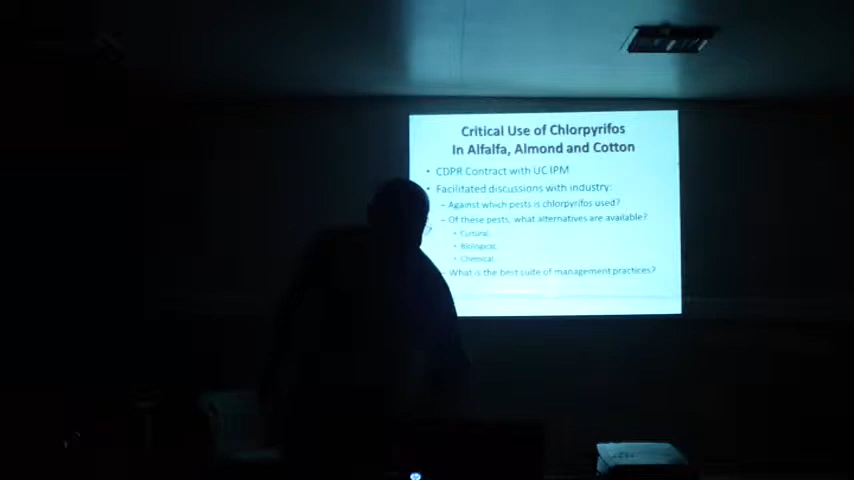 Critical Use of Chlorpyrifos
in Alfalfa, Almond and Cotton
• CDPR Contract with UC IPM
• Facilitated discussions with industry:
– Against which pests is chlorpyrifos used?
– Of these pests, what alternatives are available?
• Cultural,
• Biological,
• Chemical.
– What is the best suite of management practices?